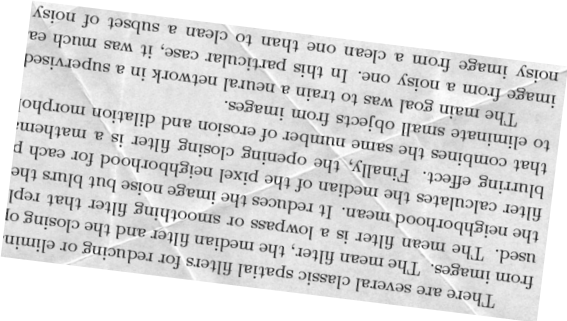 There are several classic spatial filters for reducing or elimin
from images. The mean filter, the median filter and the closing o
used. The mean filter is a lowpass or smoothing filter that repl
the neighborhood mean. It reduces the image noise but blurs the
filter calculates the median of the pixel neighborhood for each p
blurring effect. Finally, the opening closing filter is a mathem
that combines the same number of erosion and dilation morpho
to eliminate small objects from images.
The main goal was to train a neural network in a supervised
image from a noisy one. In this particular case, it was much ea
noisy image from a clean one than to clean a subset of noisy